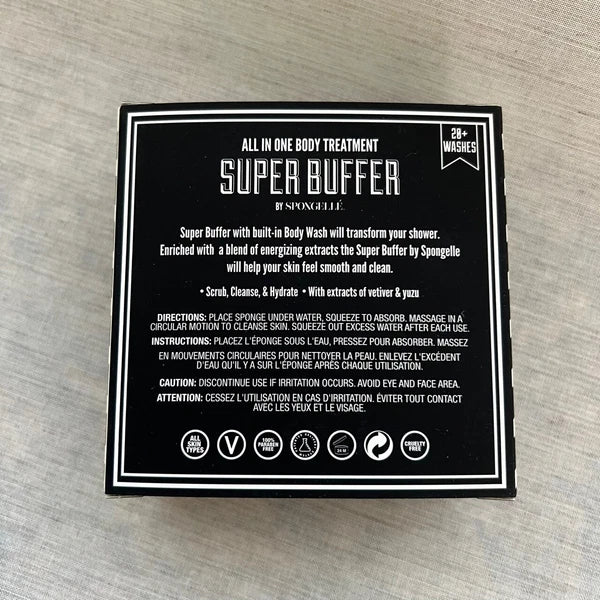 20+
WASHES
ALL IN ONE BODY TREATMENT
SUPER BUFFER
BY SPONGELLÉ
Super Buffer with built-in Body Wash will transform your shower.
Enriched with a blend of energizing extracts the Super Buffer by Spongelle
will help your skin feel smooth and clean.
• Scrub, Cleanse, & Hydrate • With extracts of vetiver & yuzu
DIRECTIONS: PLACE SPONGE UNDER WATER, SQUEEZE TO ABSORB. MASSAGE IN A
CIRCULAR MOTION TO CLEANSE SKIN. SQUEEZE OUT EXCESS WATER AFTER EACH USE.
INSTRUCTIONS: PLACEZ L'ÉPONGE SOUS L'EAU, PRESSEZ POUR ABSORBER. MASSEZ
EN MOUVEMENTS CIRCULAIRES POUR NETTOYER LA PEAU. ENLEVEZ L'EXCÉDENT
D'EAU QU'IL Y A SUR L'ÉPONGE APRÈS CHAQUE UTILISATION.
CAUTION: DISCONTINUE USE IF IRRITATION OCCURS. AVOID EYE AND FACE AREA.
ATTENTION: CESSEZ L'UTILISATION EN CAS D'IRRITATION. ÉVITER TOUT CONTACT
AVEC LES YEUX ET LE VISAGE.
ALL
SKIN
TYPES
V
100%
PARABEN
FREE
24 M
CRUELTY
FREE